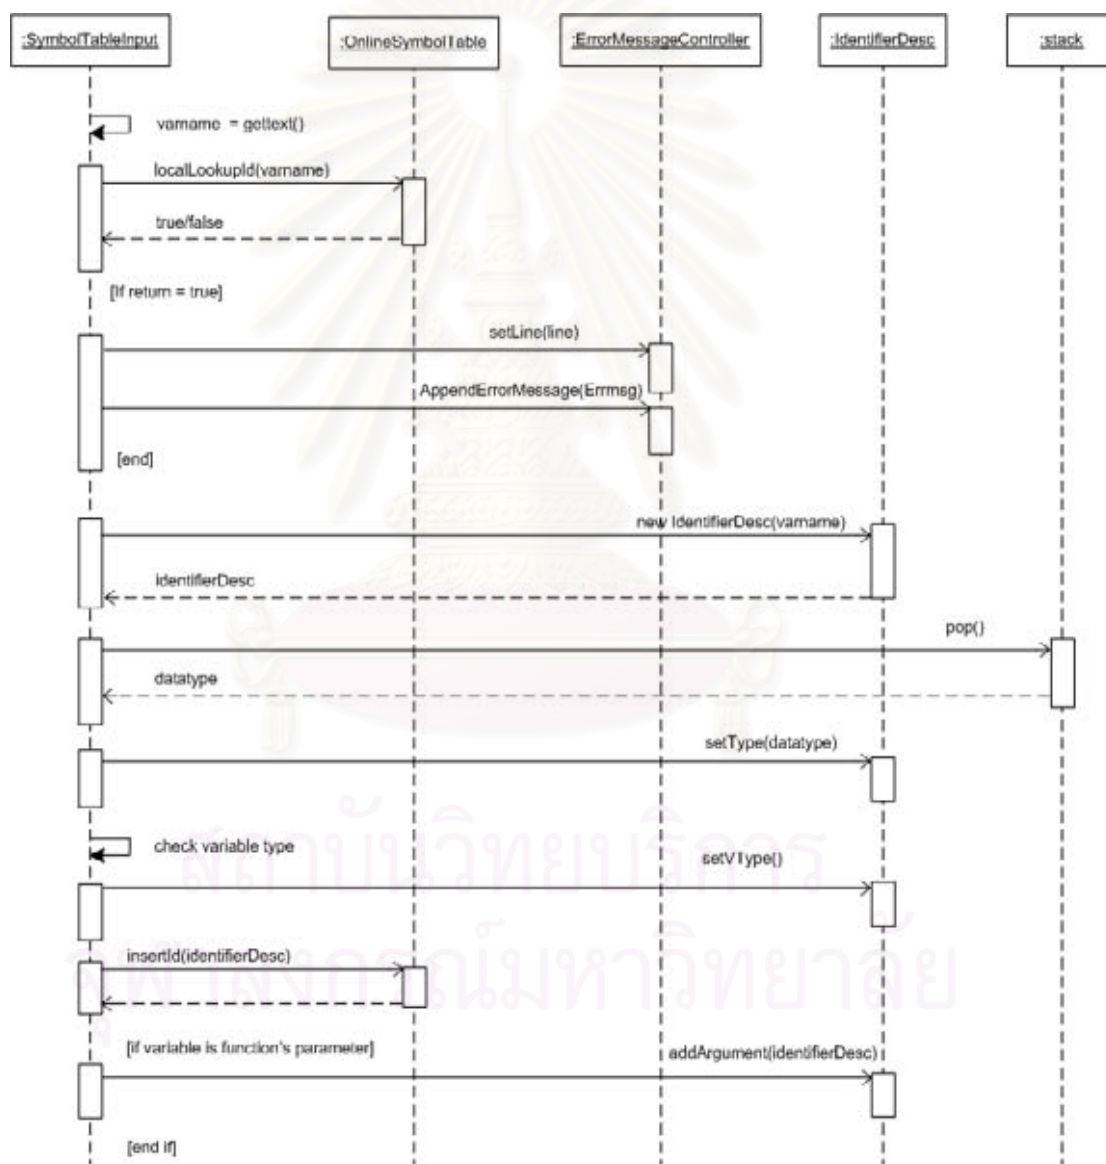 :SymbolTableInput
:OnlineSymbolTable
:ErrorMessageController
:IdentifierDesc
:stack
varname = gettext()
localLookupId(varname)
true/false
[If return = true]
setLine(line)
AppendErrorMessage(Errmsg)
[end]
new IdentifierDesc(varname)
identifierDesc
pop()
datatype
setType(datatype)
check variable type
setVType()
insertId(identifierDesc)
[if variable is function's parameter]
addArgument(identifierDesc)
[end if]
สถาบันวิทยบริการ
จุฬาลงกรณ์มหาวิทยาลัย